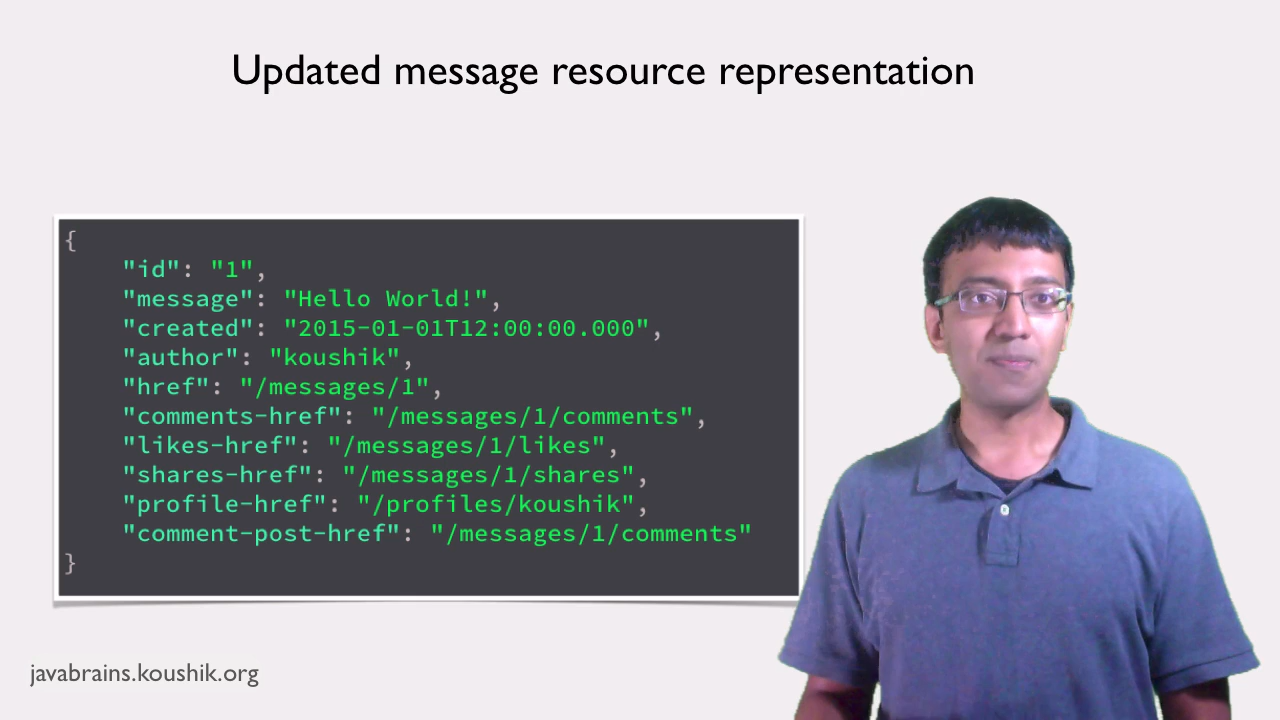 Updated message resource representation
{
"id": "1",
"message": "Hello World!",
"created": "2015-01-01T12:00:00.000",
"author": "koushik",
"href": "/messages/1",
"comments-href": "/messages/1/comments",
"likes-href": "/messages/1/likes",
"shares-href": "/messages/1/shares",
"profile-href": "/profiles/koushik",
"comment-post-href": "/messages/1/comments"
}
javabrains.koushik.org